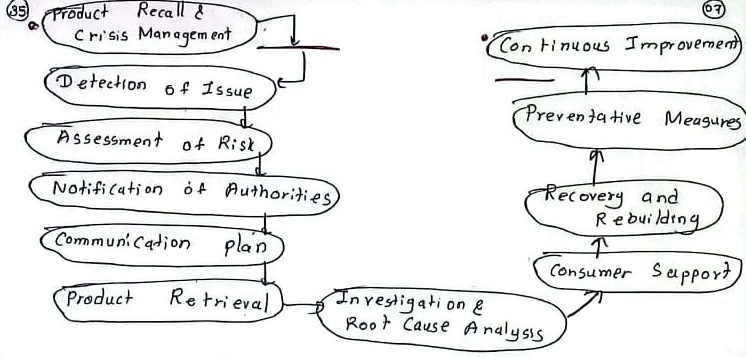 35
Product Recall &
Crisis Management
Detection of Issue
Assessment of Risk
Notification of Authorities
Communication plan
Product Retrieval
Investigation &
Root Cause Analysis
Consumer Support
Recovery and
Rebuilding
Preventative Measures
Continuous Improvement
07